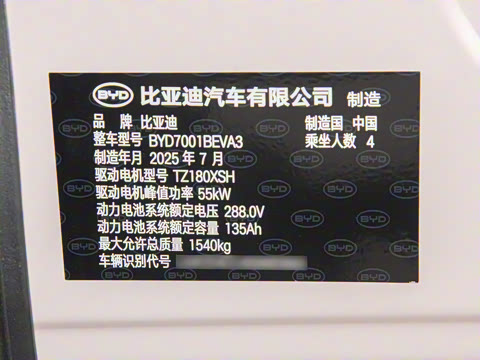 BYD 比亚迪汽车有限公司 制造
品 牌 比亚迪 制造国 中国
整车型号 BYD7001BEVA3 乘坐人数 4
制造年月 2025 年 7 月
驱动电机型号 TZ180XSH
驱动电机峰值功率 55kW
动力电池系统额定电压 288.0V
动力电池系统额定容量 135Ah
最大允许总质量 1540kg
车辆识别代号